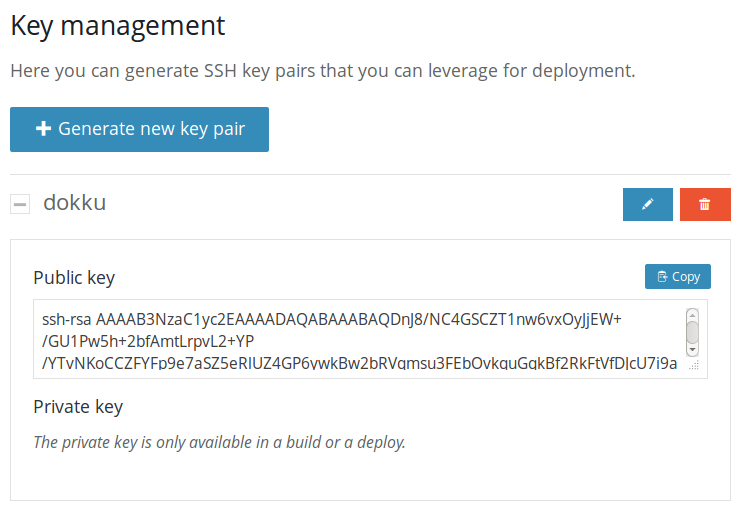 Key management
Here you can generate SSH key pairs that you can leverage for deployment.
Generate new key pair
dokku
Public key
Copy
ssh-rsa AAAAB3NzaC1yc2EAAAADAQABAAABAQDnJ8/NC4GSCZT1nw6vxOyJjEW+
/GU1Pw5h+2bfAmtLrpvL2+YP
/YTvNKoCCZFYFp9e7aSZ5eRIUZ4GP6vwkBw2bRVqmsu3FEbOvkquGqkBf2RkFtVfDJcU7i9a
Private key
The private key is only available in a build or a deploy.